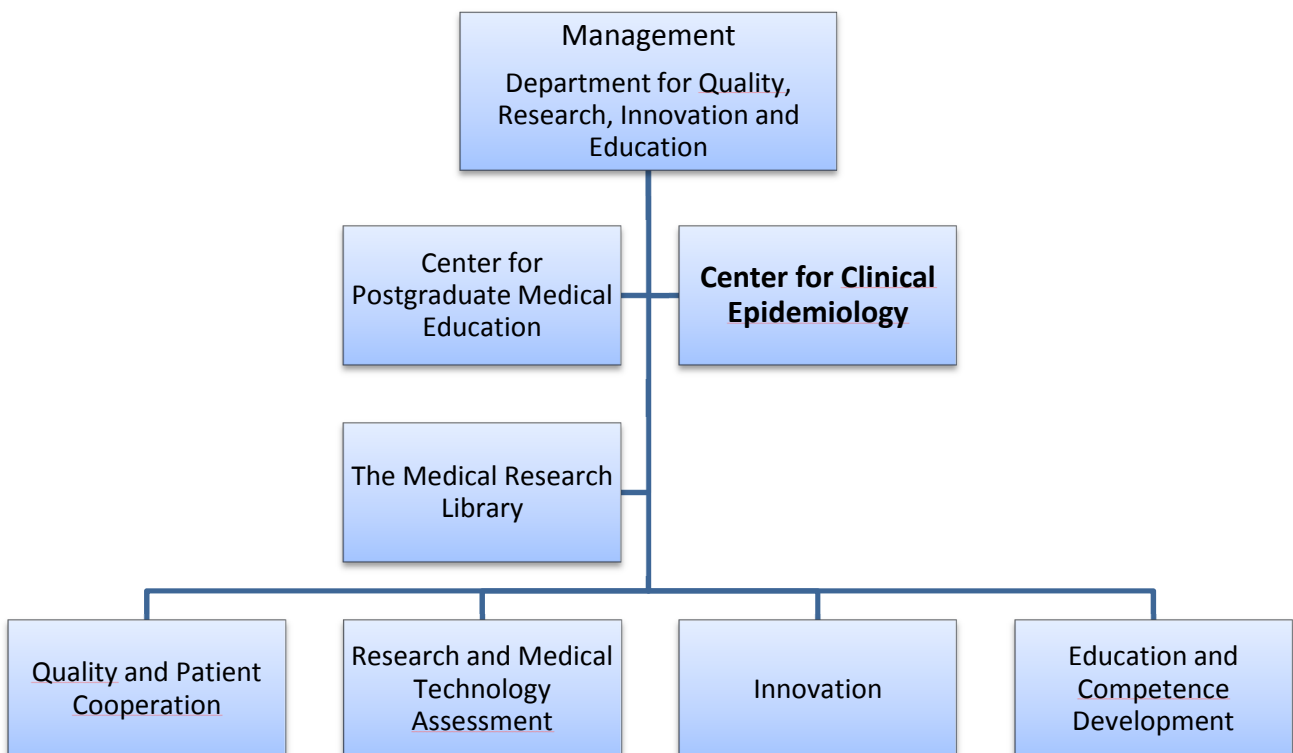 Management
Department for Quality,
Research, Innovation and
Education
Center for
Postgraduate Medical
Education
Center for Clinical
Epidemiology
The Medical Research
Library
Quality and Patient
Cooperation
Research and Medical
Technology
Assessment
Innovation
Education and
Competence
Development